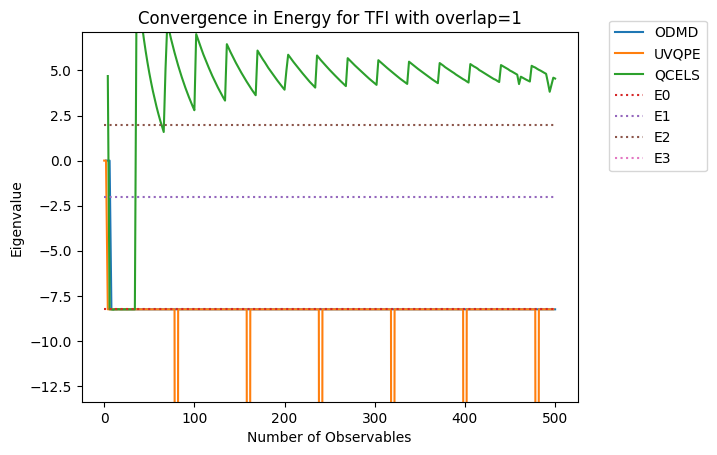 Convergence in Energy for TFI with overlap=1
ODMD
UVQPE
QCELS
E0
E1
E2
E3
Eigenvalue
5.0
2.5
0.0
−2.5
−5.0
−7.5
−10.0
−12.5
0
100
200
300
400
500
Number of Observables